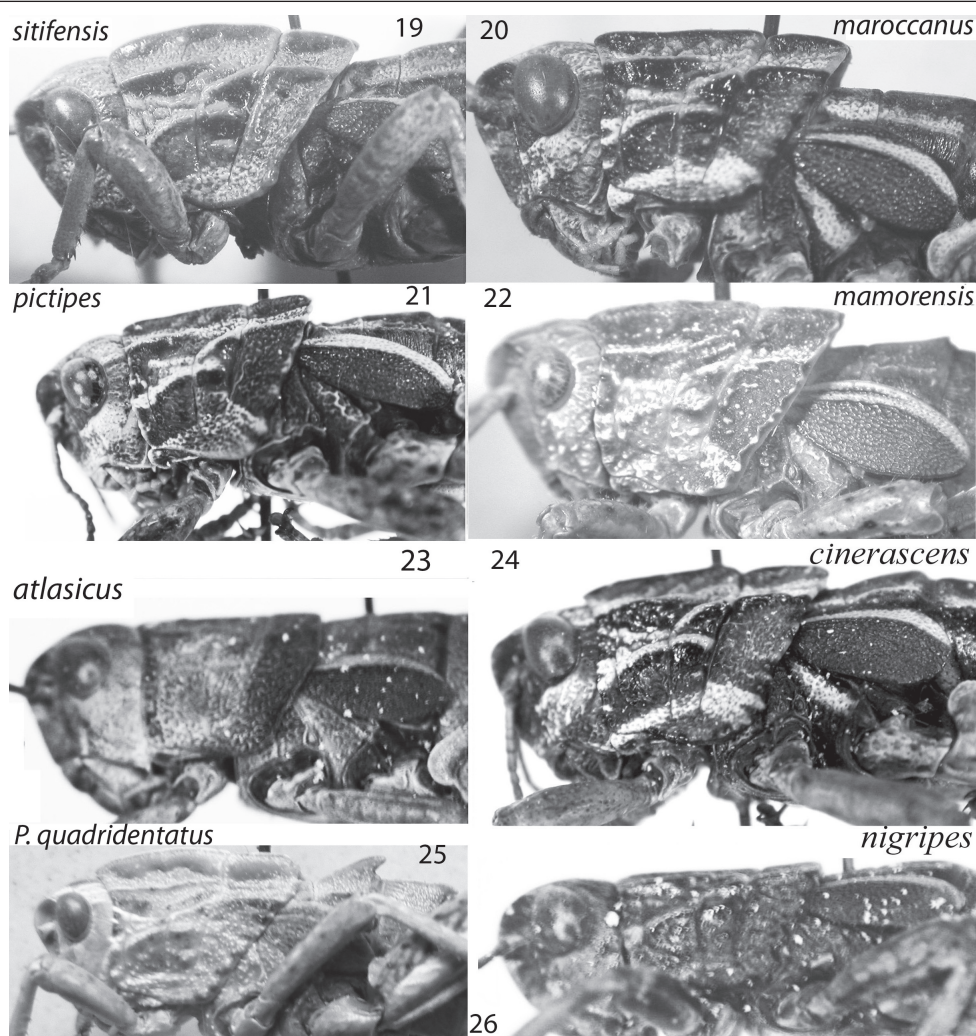 sitifensis 19
20 maroccanus
pictipes 21
22 mamorensis
23
atlasicus
24 cinerascens
P. quadridentatus
25
nigripes
26